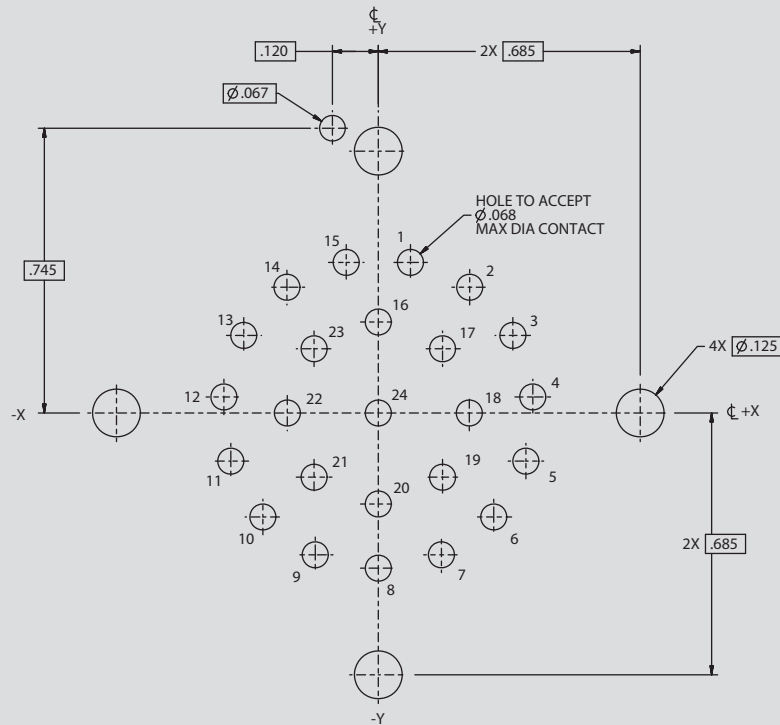 ℄
+Y
.120
2X .685
Ø.067
HOLE TO ACCEPT
Ø.068
MAX DIA CONTACT
15 1
14 2
.745
16
13 3
23 17
4X Ø.125
12 4
-X 22 24 18 ℄ +X
11 21 19 5
20
10 6
2X .685
9 8 7
-Y